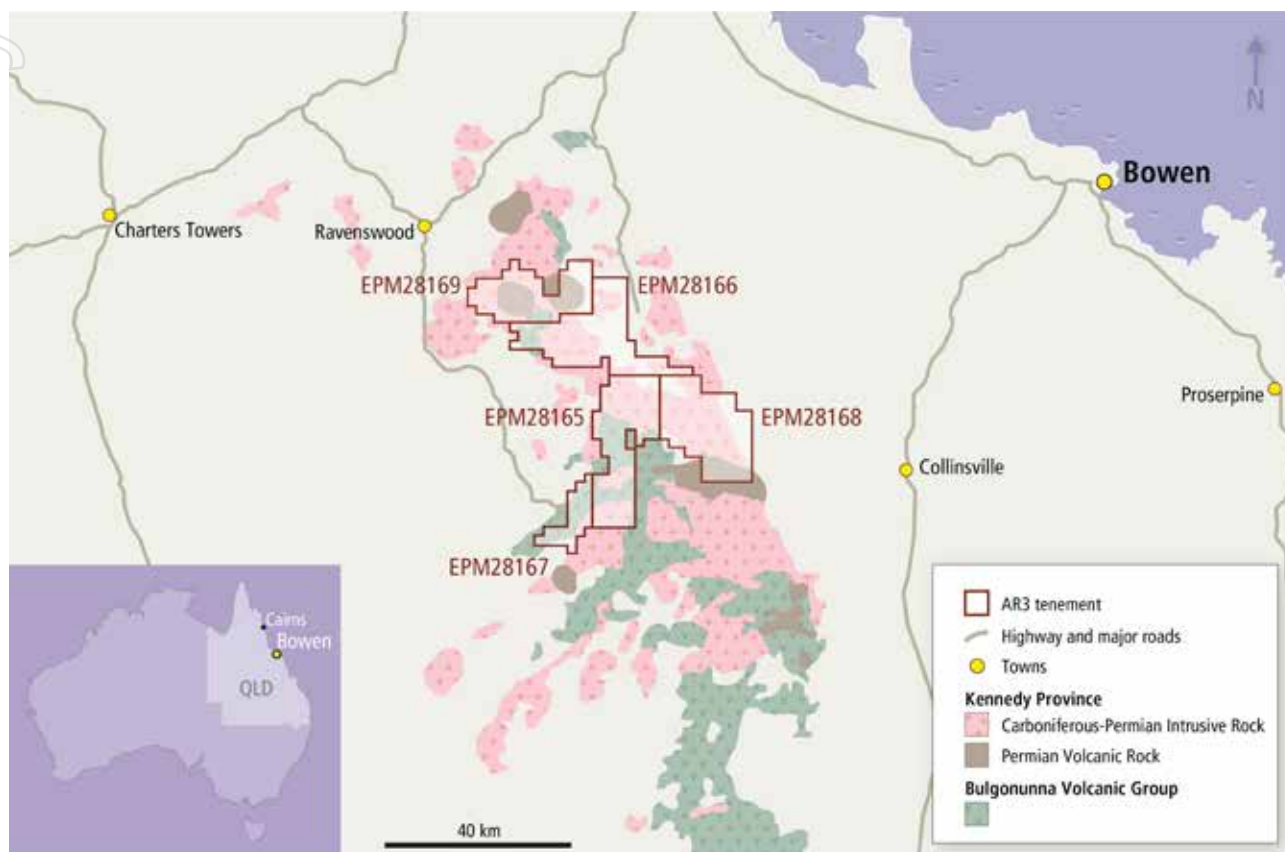 N
Bowen
Charters Towers
Ravenswood
EPM28169
EPM28166
Proserpine
EPM28165
EPM28168
Collinsville
EPM28167
Cairns
Bowen
QLD
AR3 tenement
Highway and major roads
Towns
Kennedy Province
Carboniferous-Permian Intrusive Rock
Permian Volcanic Rock
Bulgonunna Volcanic Group
40 km